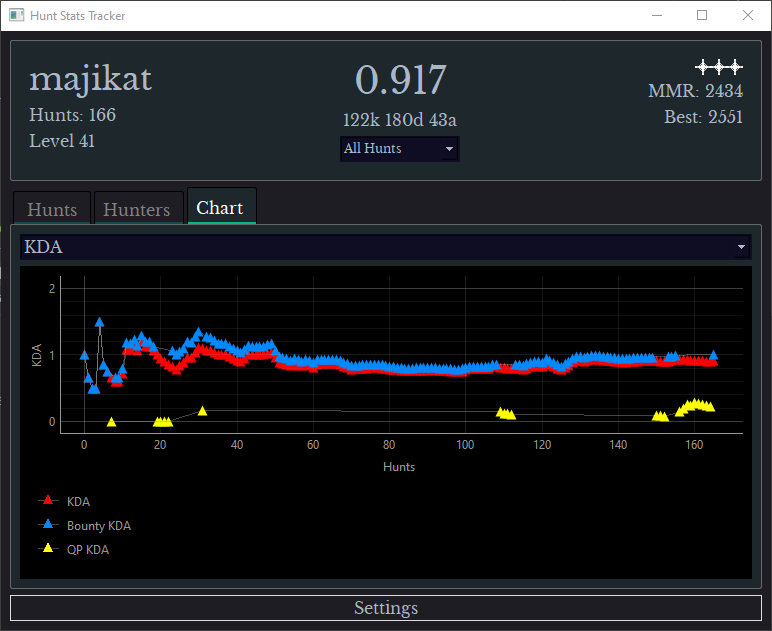 Hunt Stats Tracker
majikat
Hunts: 166
Level 41
0.917
122k 180d 43a
All Hunts
MMR: 2434
Best: 2551
Hunts
Hunters
Chart
KDA
KDA
2
1
0
0 20 40 60 80 100 120 140 160
Hunts
KDA
Bounty KDA
QP KDA
Settings